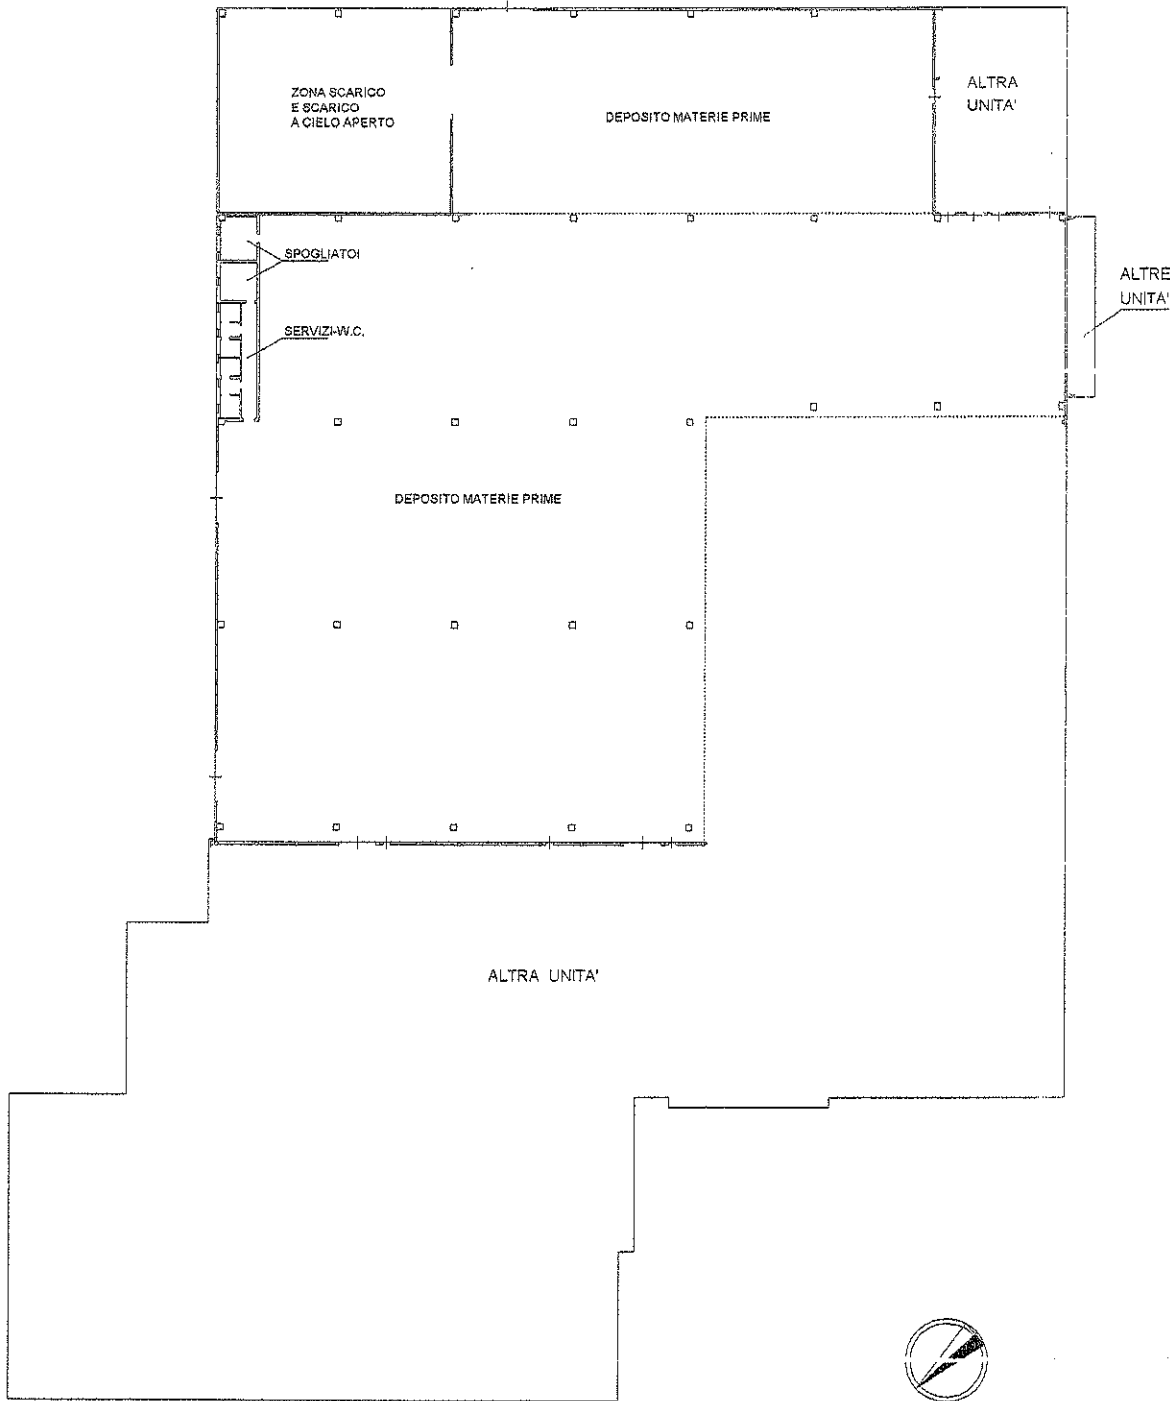 ZONA SCARICO
E SCARICO
A CIELO APERTO
DEPOSITO MATERIE PRIME
ALTRA
UNITA'
SPOGLIATOI
ALTRE
UNITA'
SERVIZI-W.C.
DEPOSITO MATERIE PRIME
ALTRA UNITA'